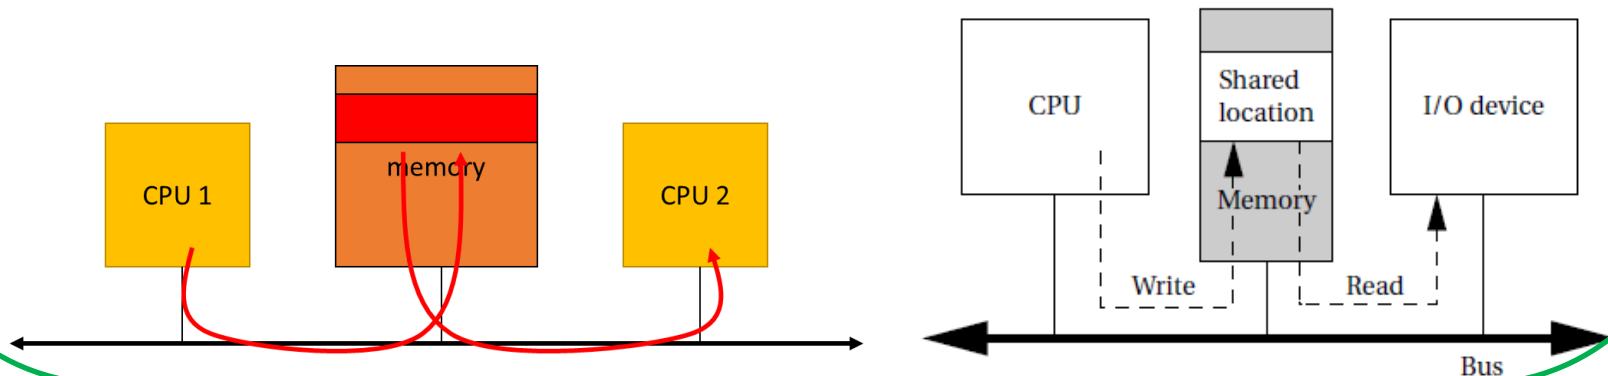 CPU 1
memory
CPU 2
CPU
Shared
location
Memory
I/O device
Write
Read
Bus